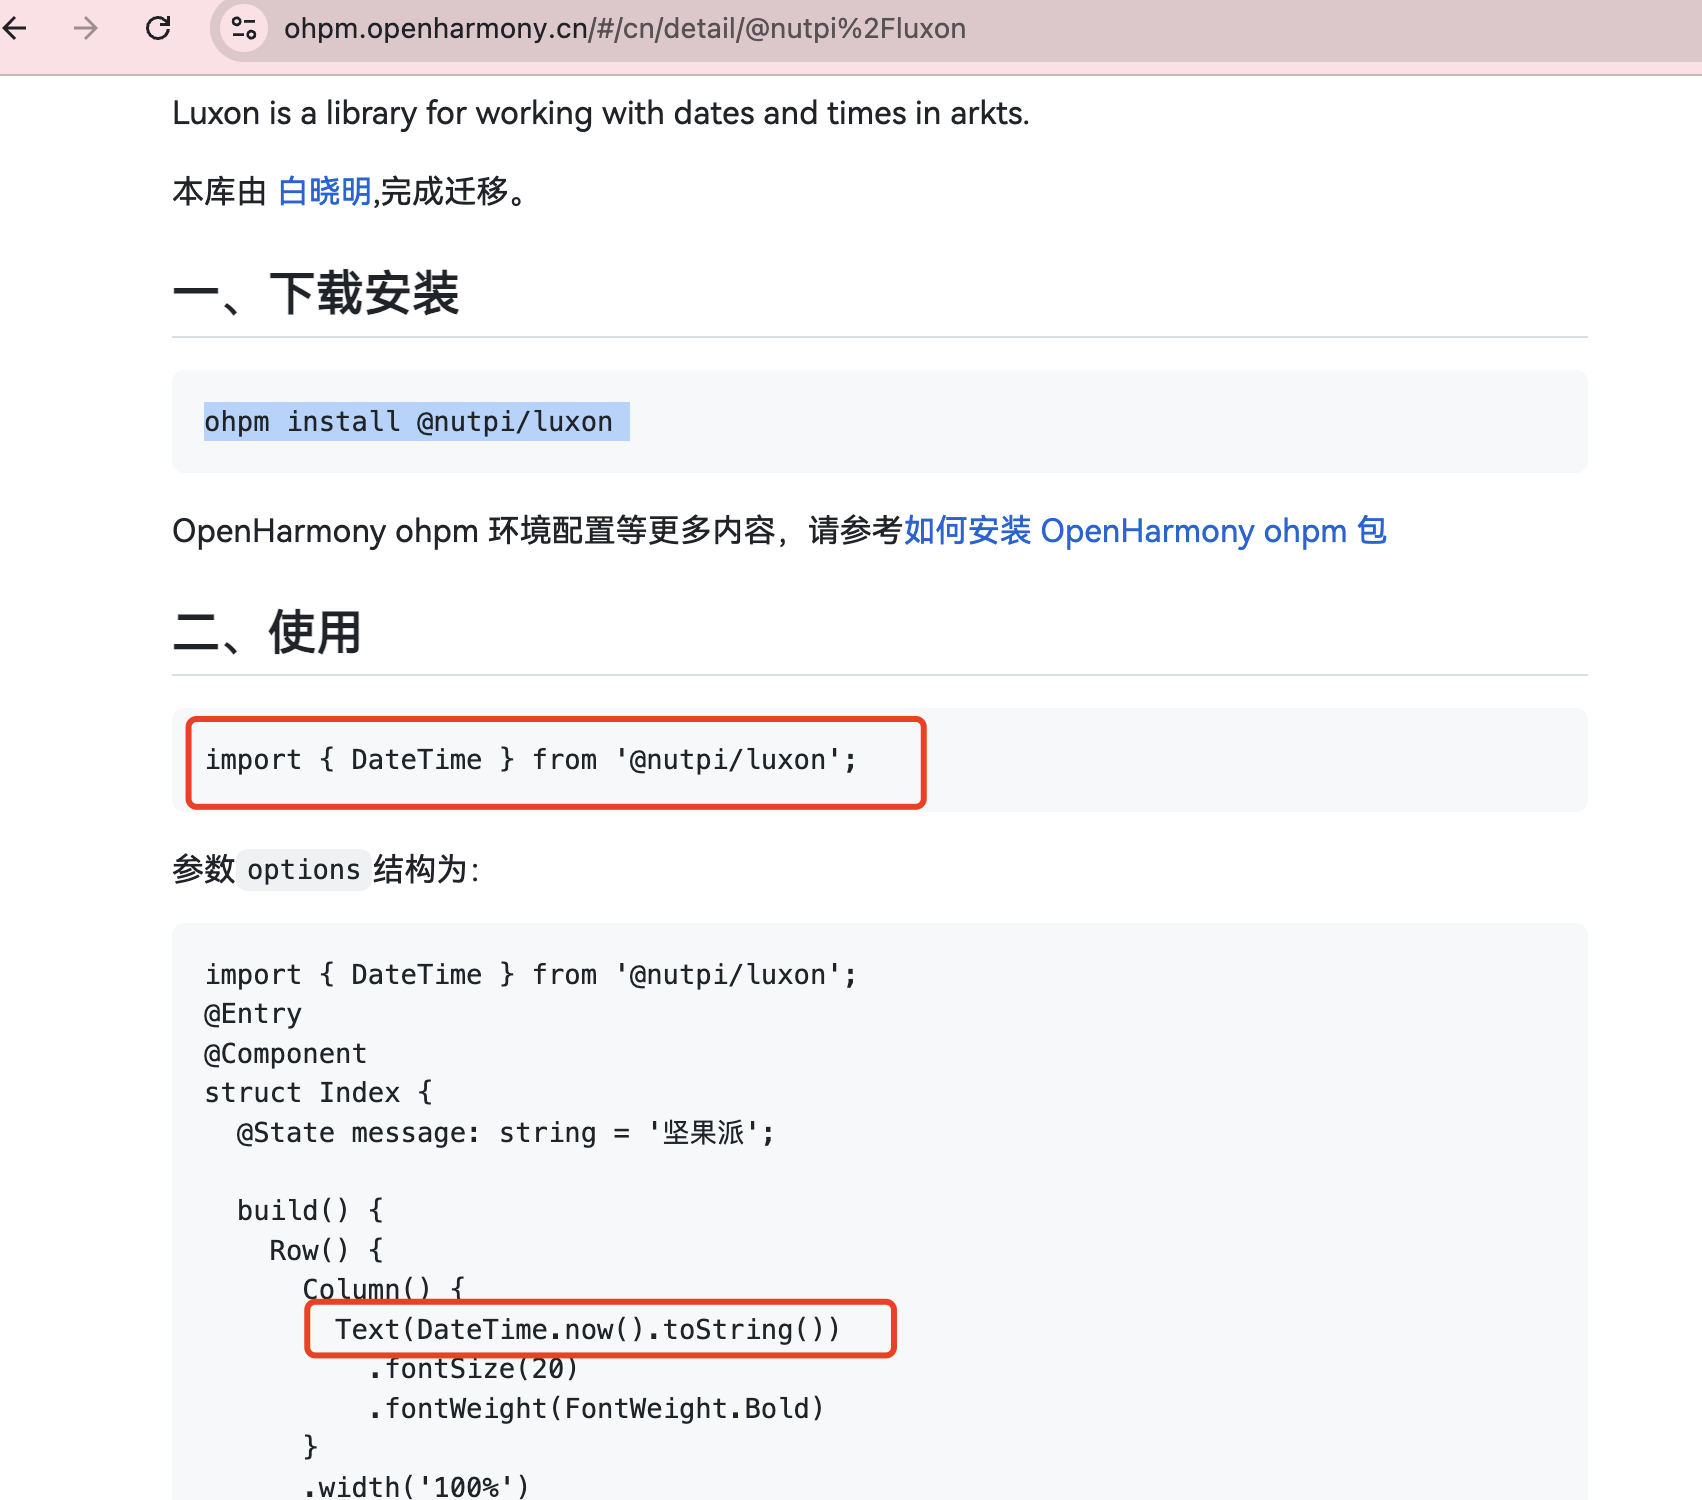 ohpm.openharmony.cn/#/cn/detail/@nutpi%2Fluxon
Luxon is a library for working with dates and times in arkts.
本库由 白晓明,完成迁移。
一、下载安装
ohpm install @nutpi/luxon
OpenHarmony ohpm 环境配置等更多内容，请参考如何安装 OpenHarmony ohpm 包
二、使用
import { DateTime } from '@nutpi/luxon';
参数 options 结构为：
import { DateTime } from '@nutpi/luxon';
@Entry
@Component
struct Index {
  @State message: string = '坚果派';

  build() {
    Row() {
      Column() {
        Text(DateTime.now().toString())
          .fontSize(20)
          .fontWeight(FontWeight.Bold)
      }
      .width('100%')